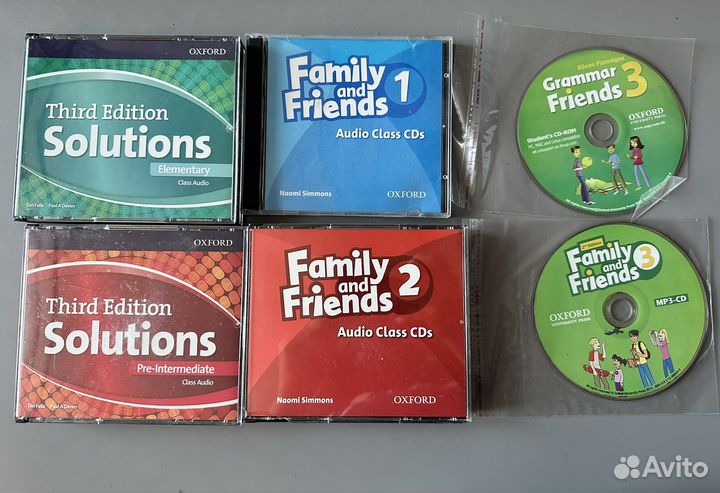 OXFORD
Third Edition
Solutions
Elementary
Class Audio
Tim Falla Paul A Davies
Family
and
Friends 1
Audio Class CDs
Naomi Simmons OXFORD
Eileen Flannigan
Grammar
Friends 3
OXFORD
UNIVERSITY PRESS
Student's CD-ROM
OXFORD
Third Edition
Solutions
Pre-Intermediate
Class Audio
Tim Falla Paul A Davies
Family
and
Friends 2
Audio Class CDs
Naomi Simmons OXFORD
2nd Edition
Family
and
Friends 3
OXFORD
UNIVERSITY PRESS
MP3-CD
Avito